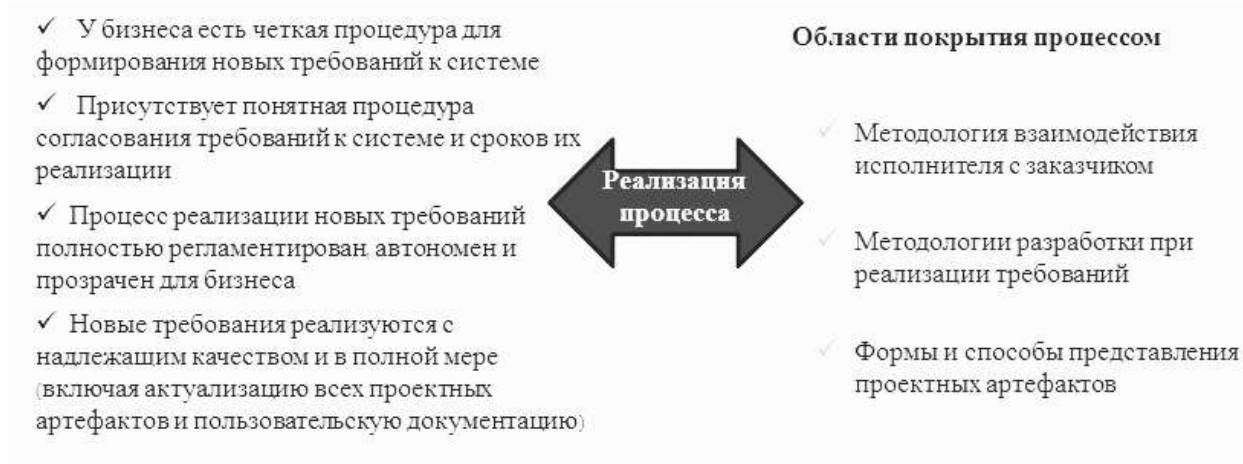 ✓ У бизнеса есть четкая процедура для
формирования новых требований к системе
✓ Присутствует понятная процедура
согласования требований к системе и сроков их
реализации
✓ Процесс реализации новых требований
полностью регламентирован, автономен и
прозрачен для бизнеса
✓ Новые требования реализуются с
надлежащим качеством и в полной мере
(включая актуализацию всех проектных
артефактов и пользовательскую документацию)
Реализация
процесса
Области покрытия процессом
✓ Методология взаимодействия
исполнителя с заказчиком
✓ Методологии разработки при
реализации требований
✓ Формы и способы представления
проектных артефактов